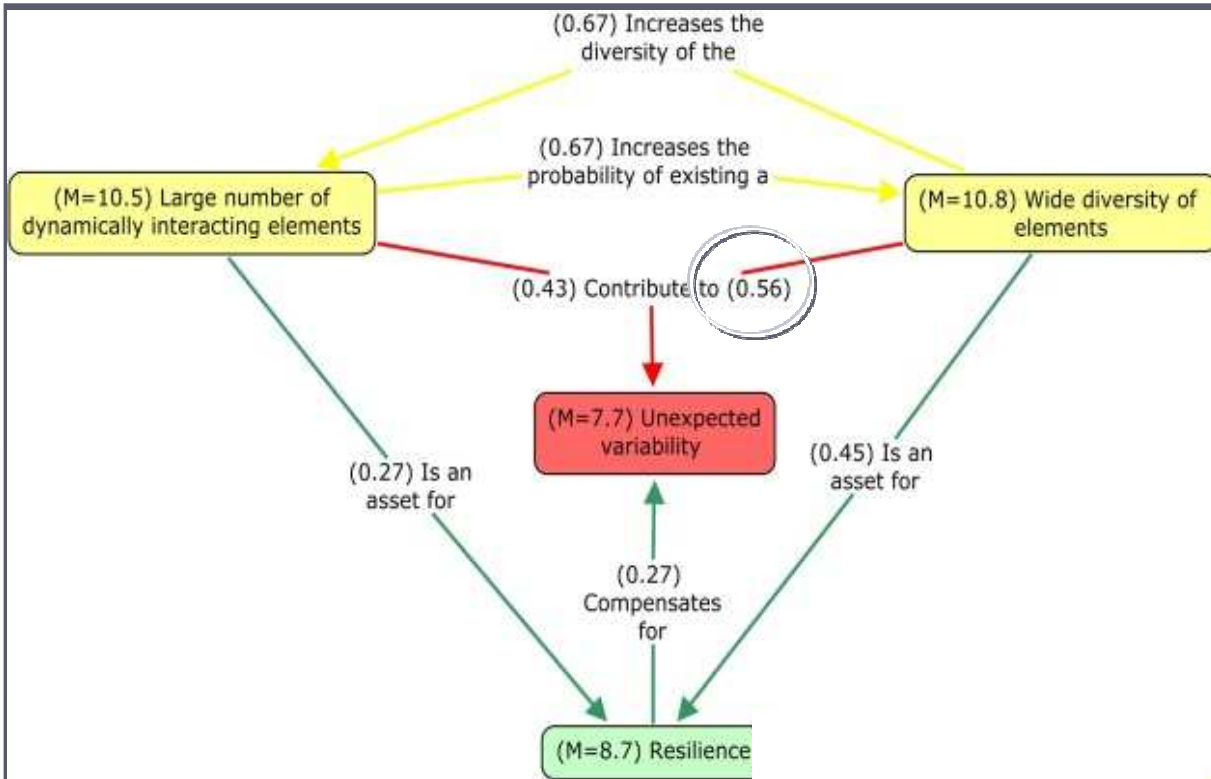 (0.67) Increases the
diversity of the
(0.67) Increases the
probability of existing a
(M=10.5) Large number of
dynamically interacting elements
(M=10.8) Wide diversity of
elements
(0.43) Contribute to (0.56)
(M=7.7) Unexpected
variability
(0.27) Is an
asset for
(0.45) Is an
asset for
(0.27)
Compensates
for
(M=8.7) Resilience